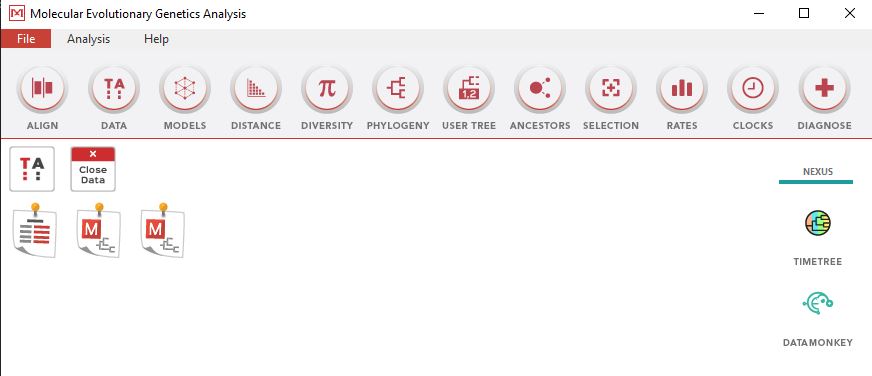 Molecular Evolutionary Genetics Analysis
File Analysis Help
ALIGN DATA MODELS DISTANCE DIVERSITY PHYLOGENY USER TREE ANCESTORS SELECTION RATES CLOCKS DIAGNOSE
TA
Close
Data
M
M
NEXUS
TIMETREE
DATAMONKEY